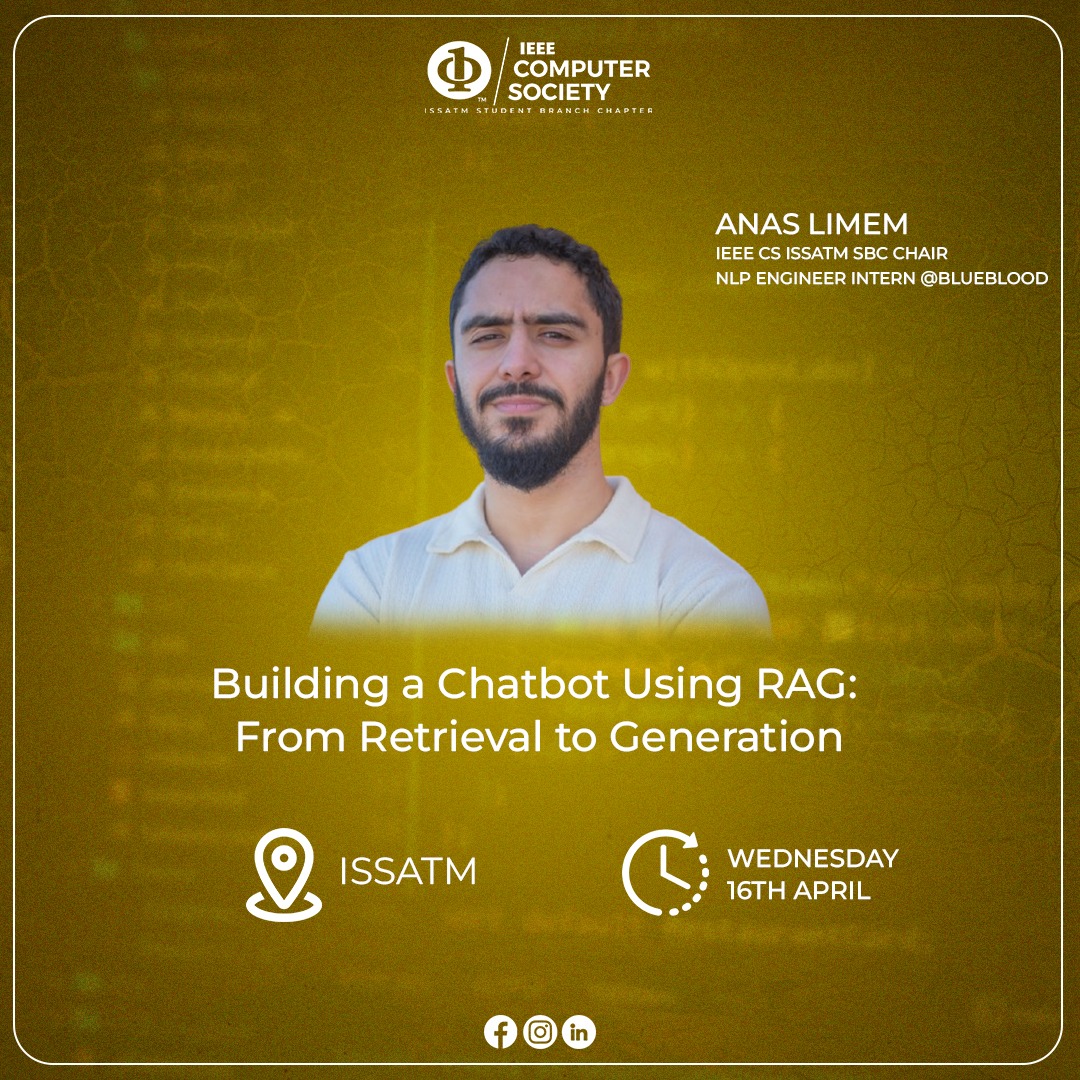 IEEE
COMPUTER
SOCIETY
TM
ISSATM STUDENT BRANCH CHAPTER
ANAS LIMEM
IEEE CS ISSATM SBC CHAIR
NLP ENGINEER INTERN @BLUEBLOOD
Building a Chatbot Using RAG:
From Retrieval to Generation
ISSATM
WEDNESDAY
16TH APRIL